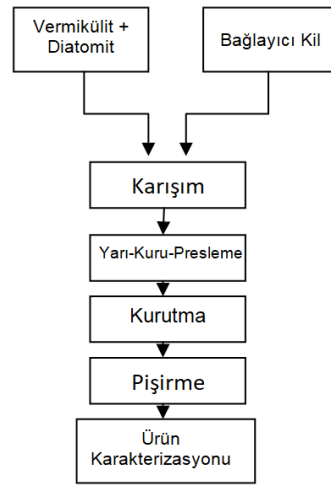 Vermikülit +
Diatomit
Bağlayıcı Kil
Karışım
Yarı-Kuru-Presleme
Kurutma
Pişirme
Ürün
Karakterizasyonu